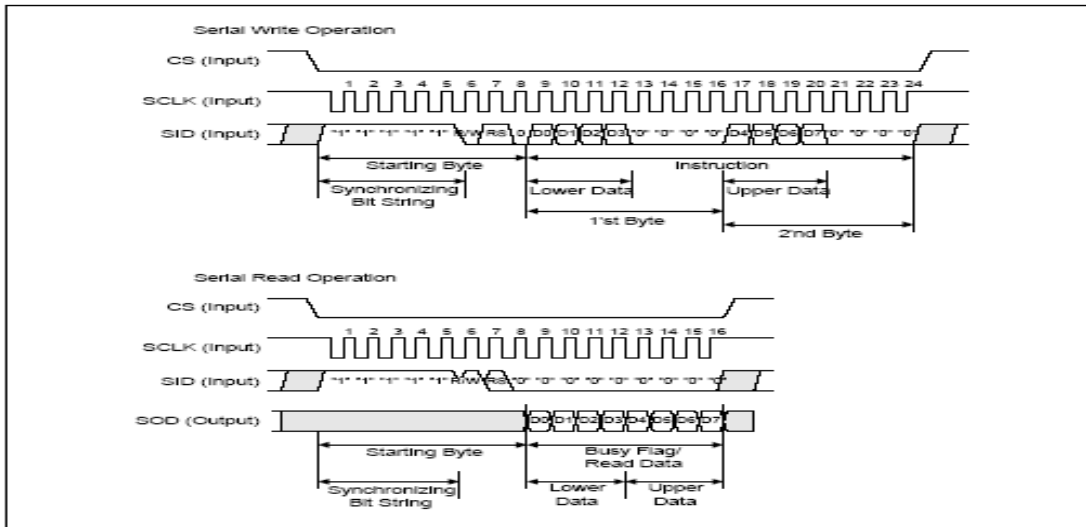 Serial Write Operation
CS (Input)
1 2 3 4 5 6 7 8 9 10 11 12 13 14 15 16 17 18 19 20 21 22 23 24
SCLK (Input)
SID (Input) "1" "1" "1" "1" "1" R/W RS 0 D0 D1 D2 D3 "0" "0" "0" "0" D4 D5 D6 D7 "0" "0" "0" "0"
Starting Byte Instruction
Synchronizing Bit String Lower Data Upper Data
1'st Byte
2'nd Byte
Serial Read Operation
CS (Input)
1 2 3 4 5 6 7 8 9 10 11 12 13 14 15 16
SCLK (Input)
SID (Input) "1" "1" "1" "1" "1" R/W RS "0" "0" "0" "0" "0" "0" "0" "0" "0"
SOD (Output) D0 D1 D2 D3 D4 D5 D6 D7
Starting Byte Busy Flag/
Read Data
Synchronizing Lower Upper
Bit String Data Data